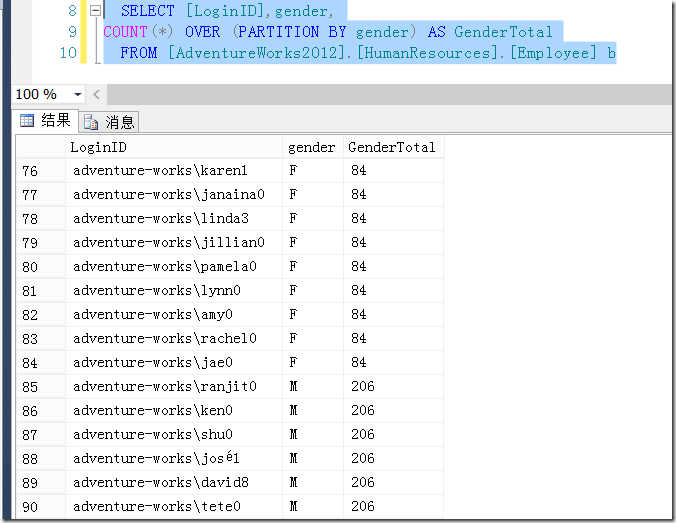 8 SELECT [LoginID],gender,
9 COUNT(*) OVER (PARTITION BY gender) AS GenderTotal
10 FROM [AdventureWorks2012].[HumanResources].[Employee] b
100 %
结果 消息
LoginID gender GenderTotal
76 adventure-works\karen1 F 84
77 adventure-works\janaina0 F 84
78 adventure-works\linda3 F 84
79 adventure-works\jillian0 F 84
80 adventure-works\pamela0 F 84
81 adventure-works\lynn0 F 84
82 adventure-works\amy0 F 84
83 adventure-works\rachel0 F 84
84 adventure-works\jae0 F 84
85 adventure-works\ranjit0 M 206
86 adventure-works\ken0 M 206
87 adventure-works\shu0 M 206
88 adventure-works\josé1 M 206
89 adventure-works\david8 M 206
90 adventure-works\tete0 M 206